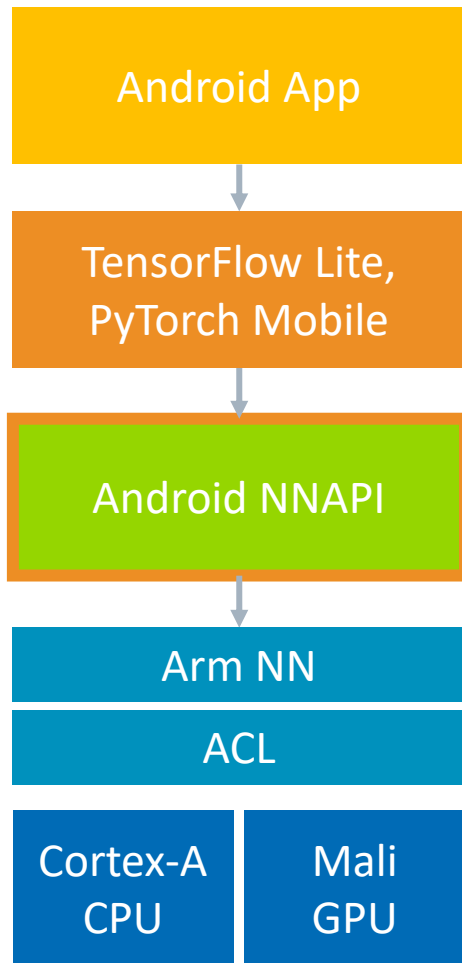 Android App
TensorFlow Lite,
PyTorch Mobile
Android NNAPI
Arm NN
ACL
Cortex-A
CPU
Mali
GPU